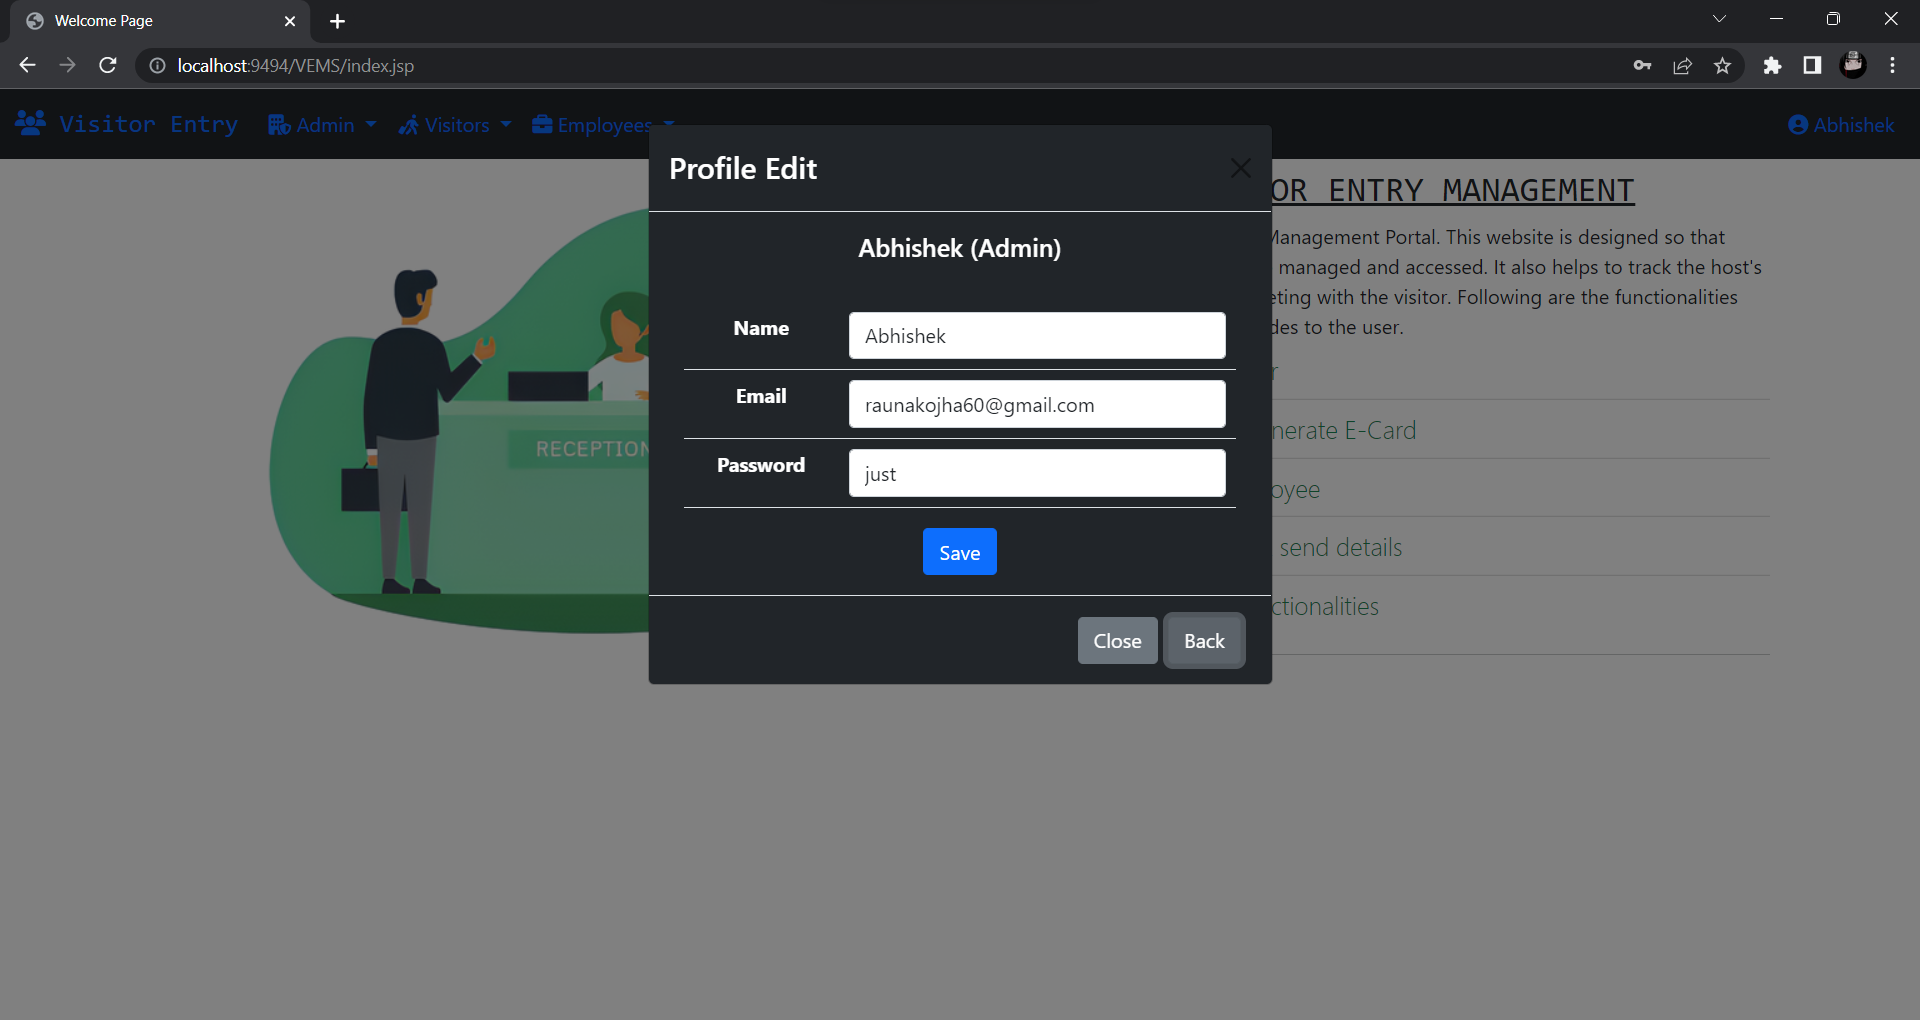 Welcome Page
localhost:9494/VEMS/index.jsp
Visitor Entry Admin Visitors Employees Abhishek
Profile Edit
Abhishek (Admin)
Name Abhishek
Email raunakojha60@gmail.com
Password just
Save
Close Back
RECEPTION
OR ENTRY MANAGEMENT
Management Portal. This website is designed so that
managed and accessed. It also helps to track the host's
eting with the visitor. Following are the functionalities
des to the user.
r
nerate E-Card
oyee
send details
ctionalities